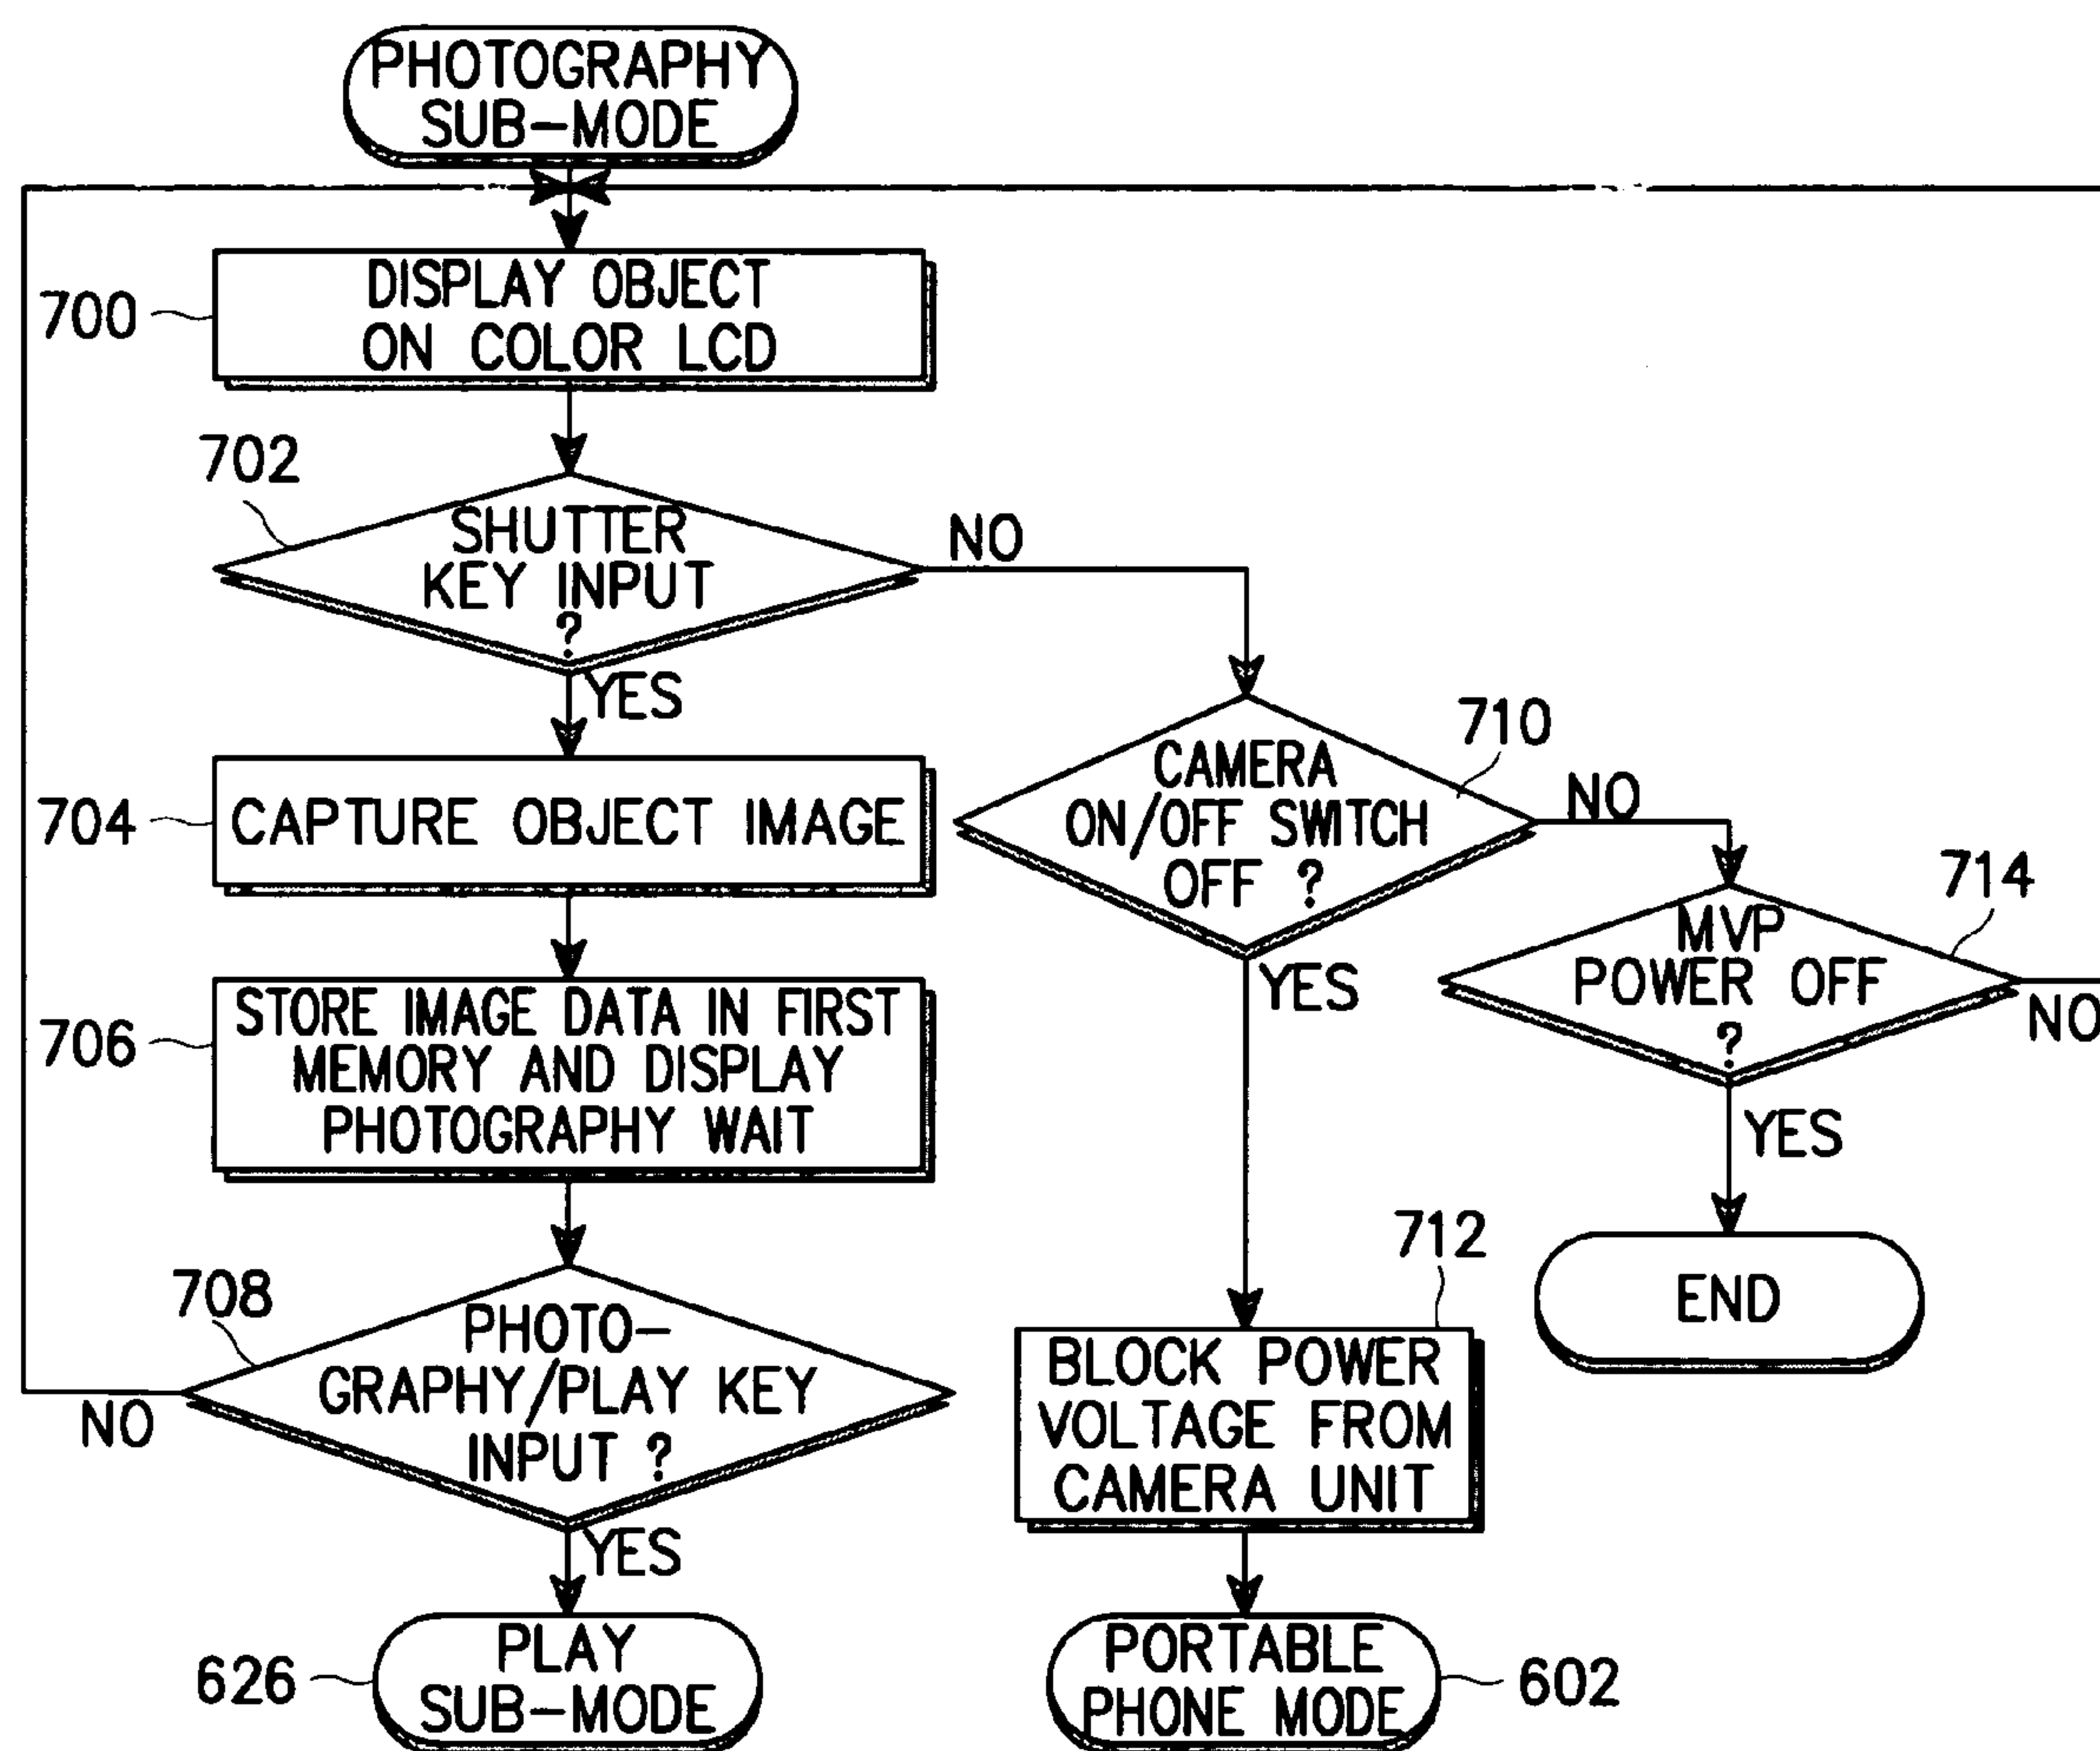 PHOTOGRAPHY
SUB-MODE
700
DISPLAY OBJECT
ON COLOR LCD
702
SHUTTER
KEY INPUT
?
NO
YES
704
CAPTURE OBJECT IMAGE
706
STORE IMAGE DATA IN FIRST
MEMORY AND DISPLAY
PHOTOGRAPHY WAIT
708
PHOTO-
GRAPHY/PLAY KEY
INPUT ?
NO
YES
626
PLAY
SUB-MODE
710
CAMERA
ON/OFF SWITCH
OFF ?
NO
YES
712
BLOCK POWER
VOLTAGE FROM
CAMERA UNIT
PORTABLE
PHONE MODE
602
714
MVP
POWER OFF
?
NO
YES
END